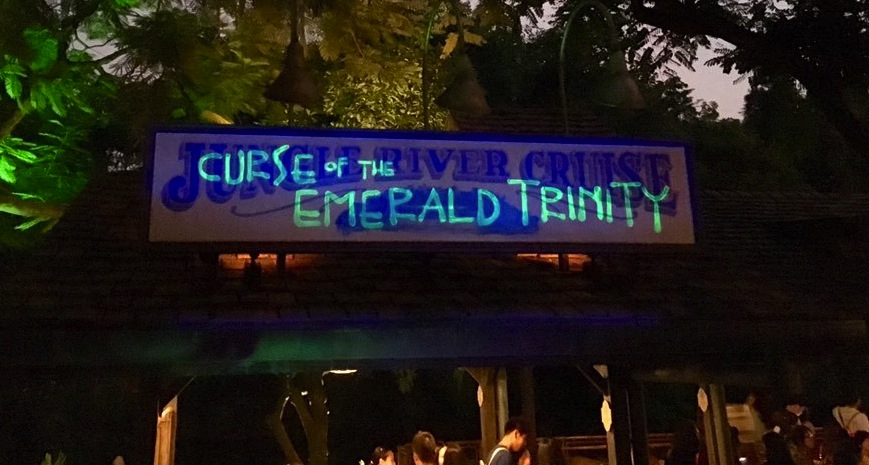 JUNGLE RIVER CRUISE
CURSE OF THE
EMERALD TRINITY